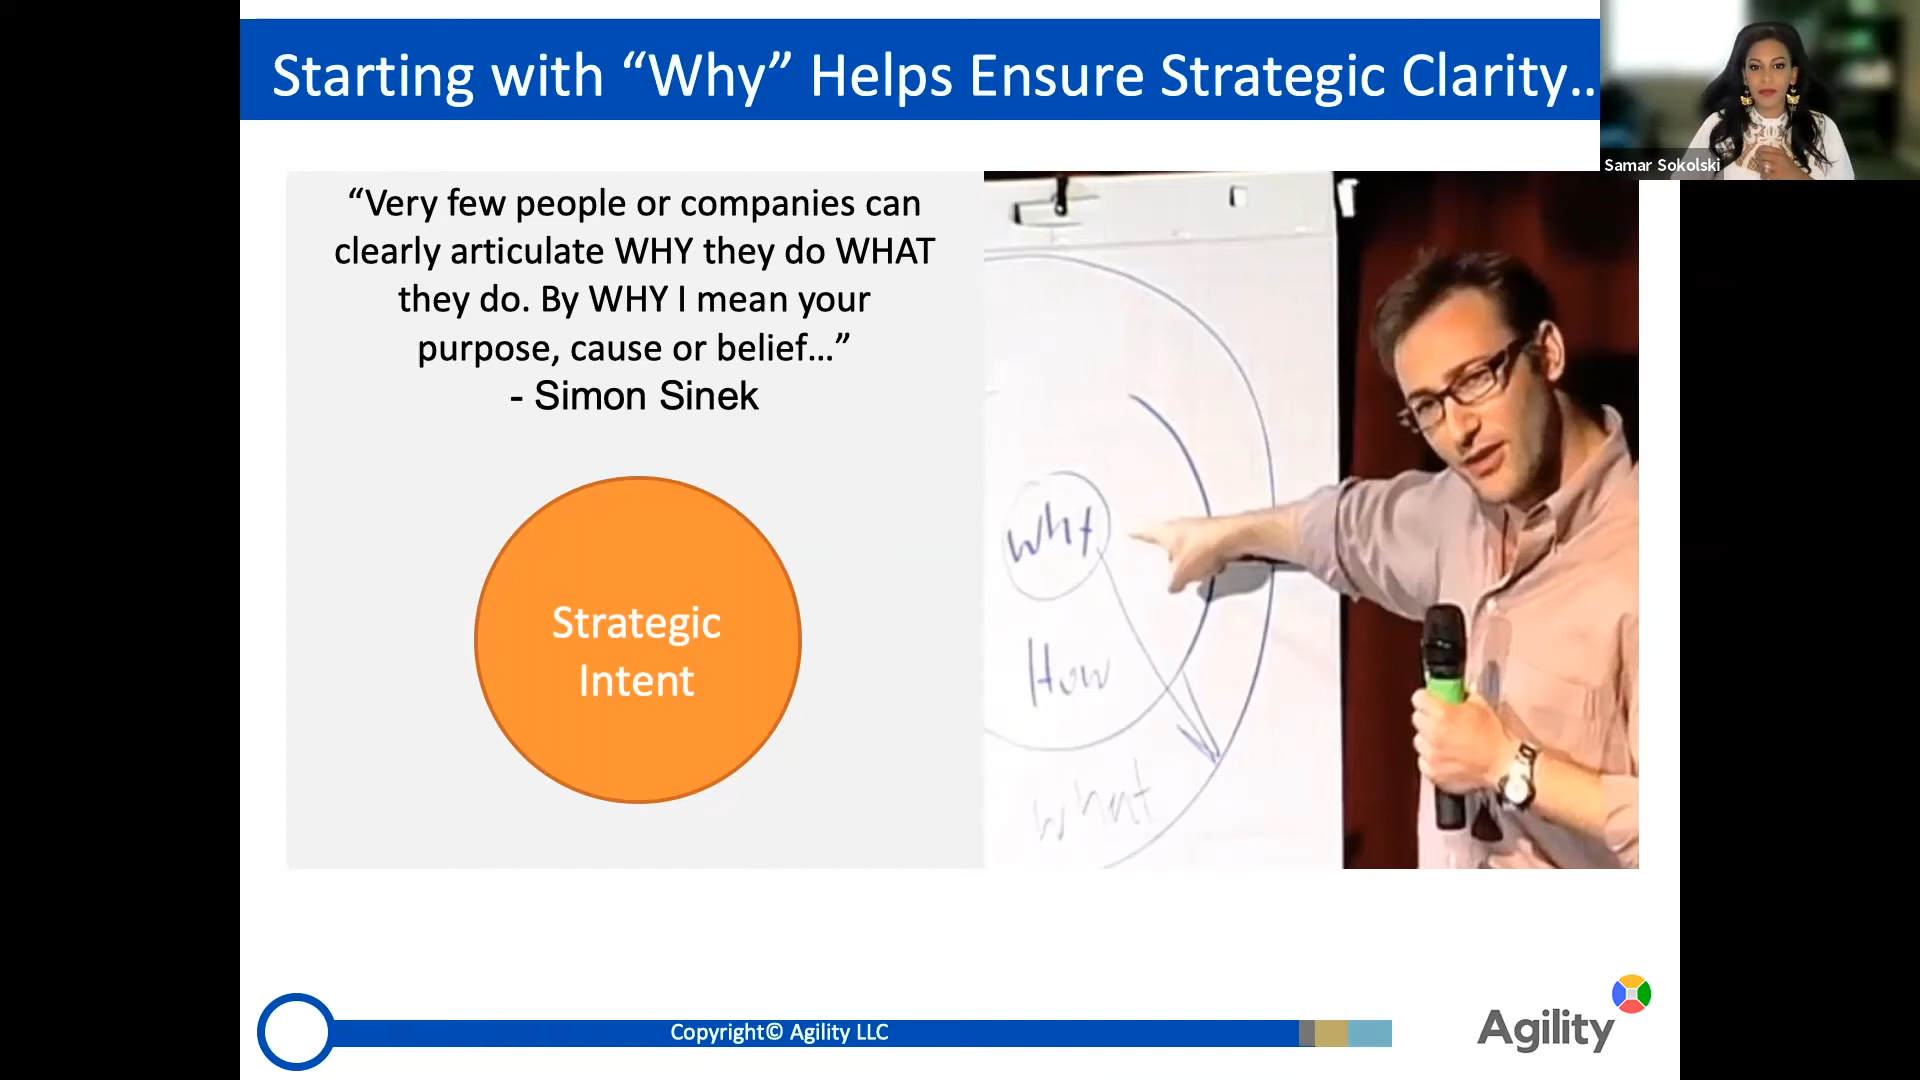 Starting with “Why” Helps Ensure Strategic Clarity..
Samar Sokolski
“Very few people or companies can
clearly articulate WHY they do WHAT
they do. By WHY I mean your
purpose, cause or belief…”
- Simon Sinek
Strategic
Intent
Why
How
What
Copyright© Agility LLC
Agility